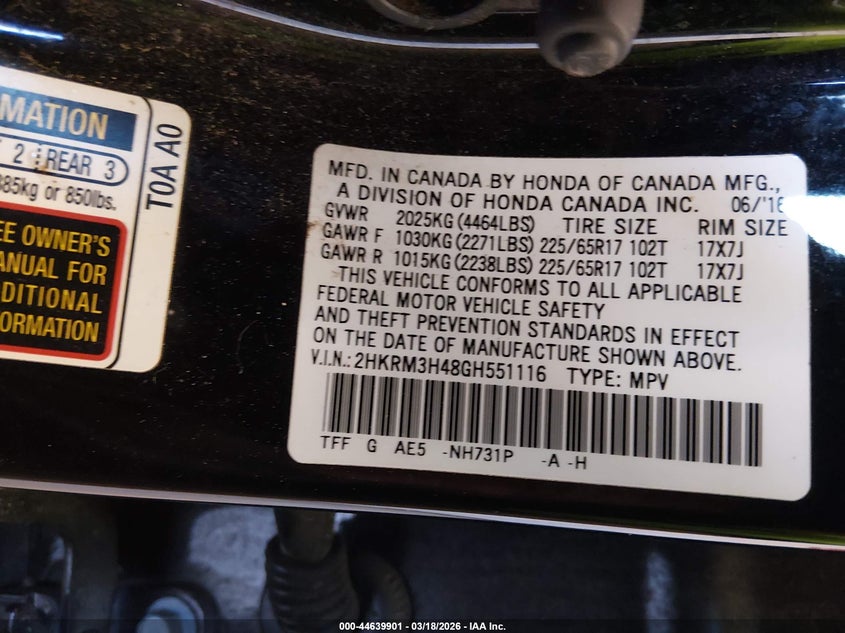 MATION
2 REAR 3
385kg or 850lbs.
EE OWNER'S
ANUAL FOR
DITIONAL
FORMATION
T0A A0
MFD. IN CANADA BY HONDA OF CANADA MFG.,
A DIVISION OF HONDA CANADA INC. 06/'16
GVWR 2025KG (4464LBS) TIRE SIZE RIM SIZE
GAWR F 1030KG (2271LBS) 225/65R17 102T 17X7J
GAWR R 1015KG (2238LBS) 225/65R17 102T 17X7J
THIS VEHICLE CONFORMS TO ALL APPLICABLE
FEDERAL MOTOR VEHICLE SAFETY
AND THEFT PREVENTION STANDARDS IN EFFECT
ON THE DATE OF MANUFACTURE SHOWN ABOVE.
V.I.N.: 2HKRM3H48GH551116 TYPE: MPV
TFF G AE5 -NH731P -A -H
000-44639901 - 03/18/2026 - IAA Inc.